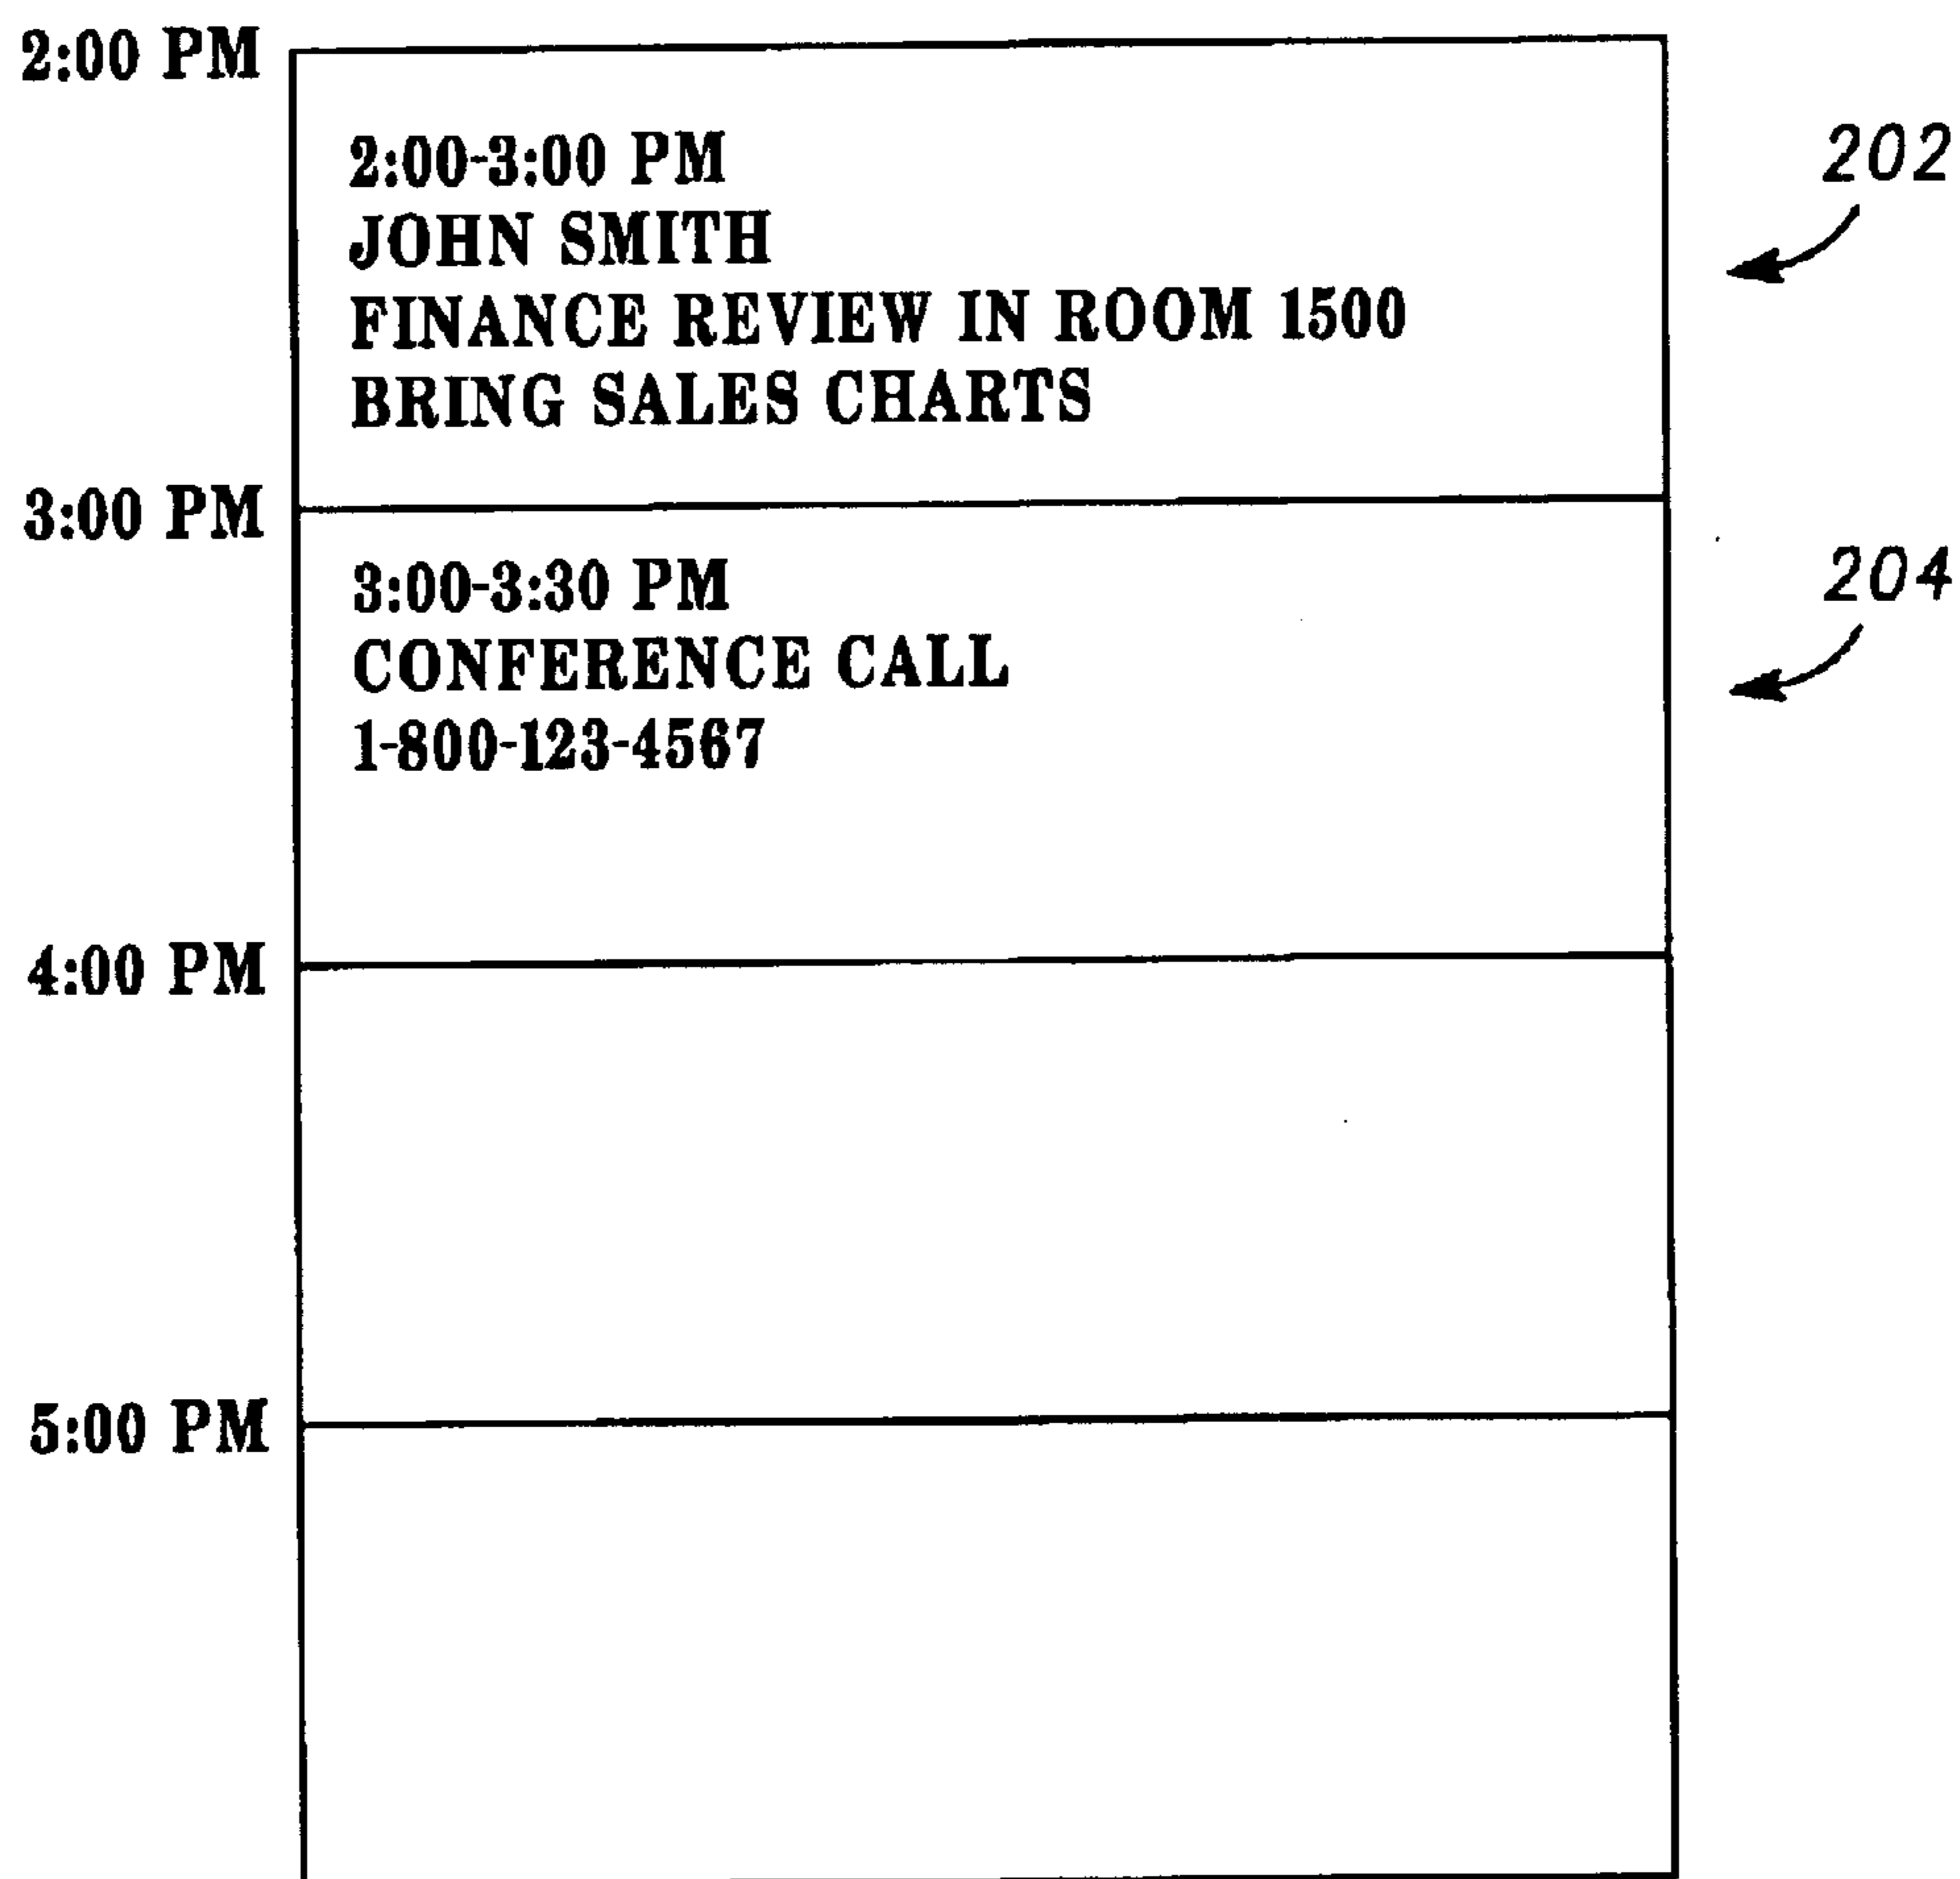 2:00 PM
2:00-3:00 PM
JOHN SMITH
FINANCE REVIEW IN ROOM 1500
BRING SALES CHARTS
202
3:00 PM
3:00-3:30 PM
CONFERENCE CALL
1-800-123-4567
204
4:00 PM
5:00 PM